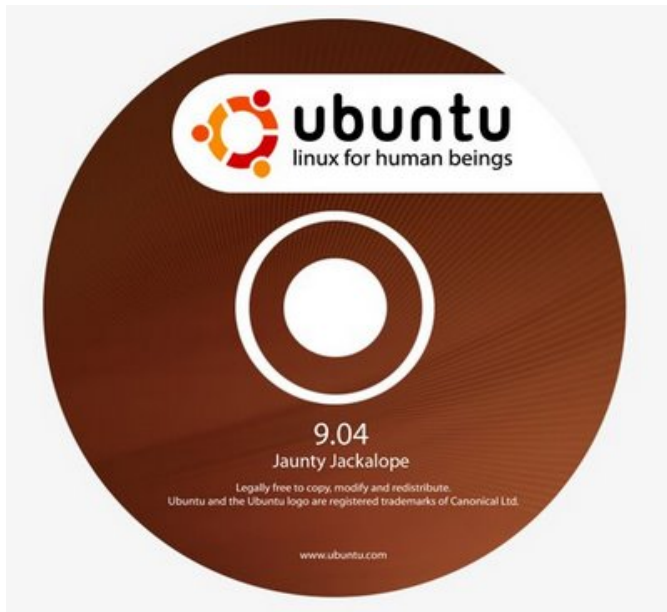 ubuntu
linux for human beings
9.04
Jaunty Jackalope
Legally free to copy, modify and redistribute.
Ubuntu and the Ubuntu logo are registered trademarks of Canonical Ltd.
www.ubuntu.com